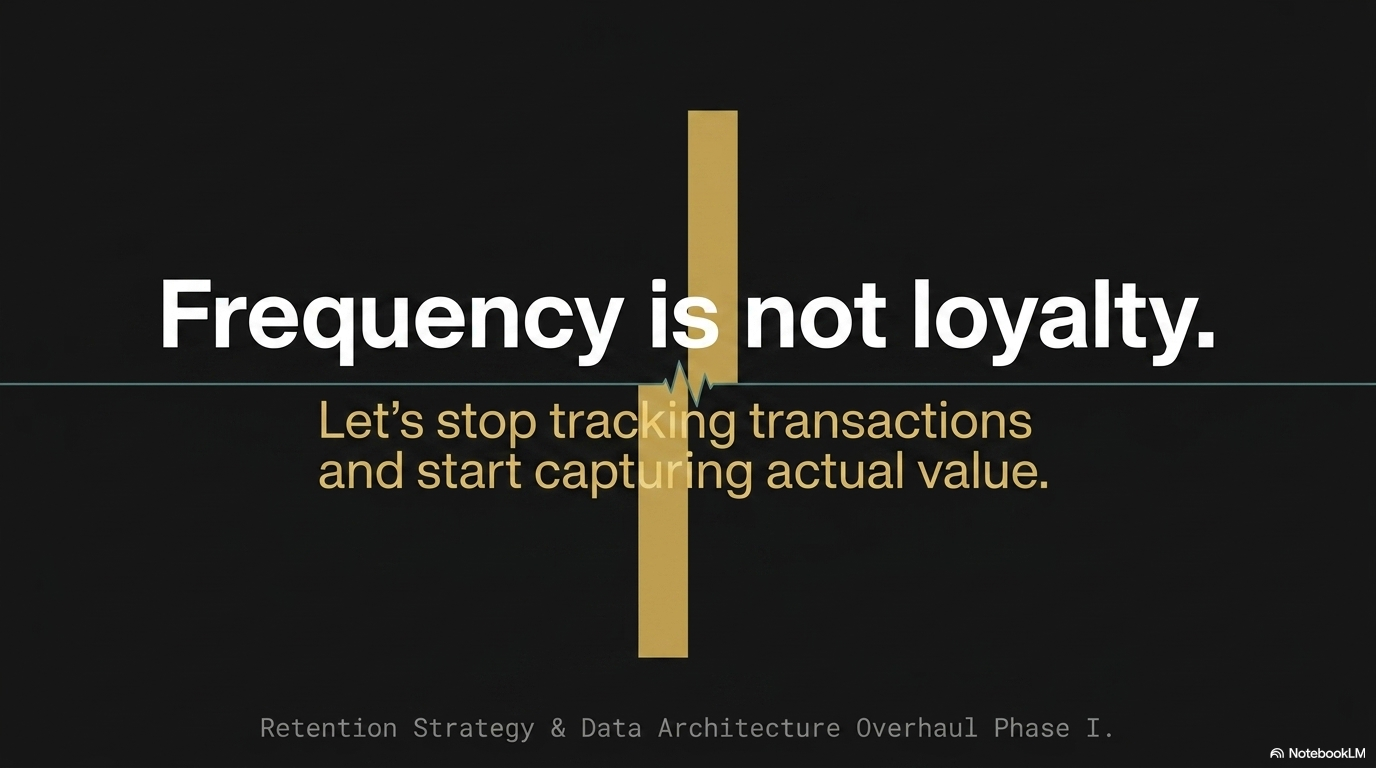 Frequency is not loyalty.
Let’s stop tracking transactions
and start capturing actual value.
Retention Strategy & Data Architecture Overhaul Phase I.
NotebookLM